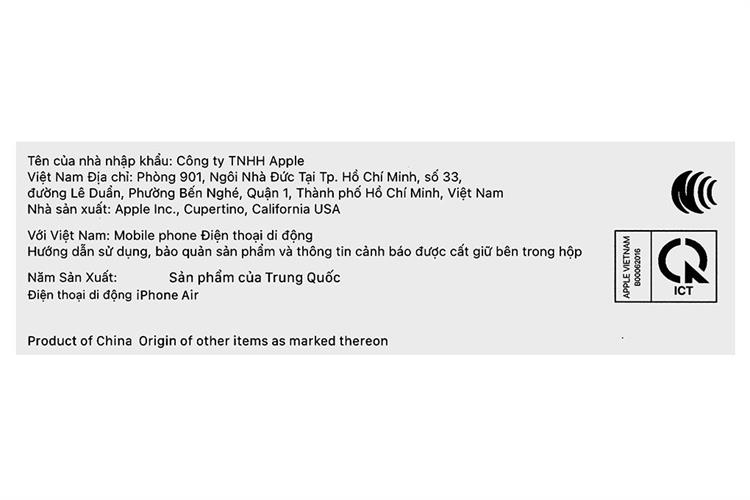 Tên của nhà nhập khẩu: Công ty TNHH Apple
Việt Nam Địa chỉ: Phòng 901, Ngôi Nhà Đức Tại Tp. Hồ Chí Minh, số 33,
đường Lê Duẩn, Phường Bến Nghé, Quận 1, Thành phố Hồ Chí Minh, Việt Nam
Nhà sản xuất: Apple Inc., Cupertino, California USA
Với Việt Nam: Mobile phone Điện thoại di động
Hướng dẫn sử dụng, bảo quản sản phẩm và thông tin cảnh báo được cất giữ bên trong hộp
Năm Sản Xuất: Sản phẩm của Trung Quốc
Điện thoại di động iPhone Air
Product of China Origin of other items as marked thereon
APPLE VIETNAM
B00062016
ICT